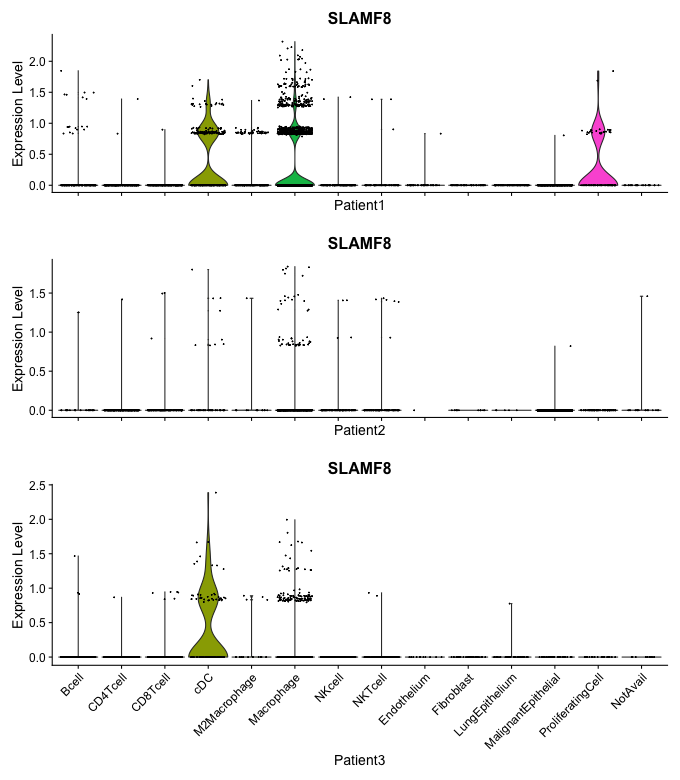 SLAMF8
Expression Level
2.0
1.5
1.0
0.5
0.0
Patient1
SLAMF8
Expression Level
1.5
1.0
0.5
0.0
Patient2
SLAMF8
Expression Level
2.5
2.0
1.5
1.0
0.5
0.0
Bcell
CD4Tcell
CD8Tcell
cDC
M2Macrophage
Macrophage
NKcell
NKTcell
Endothelium
Fibroblast
LungEpithelium
MalignantEpithelial
ProliferatingCell
NotAvail
Patient3